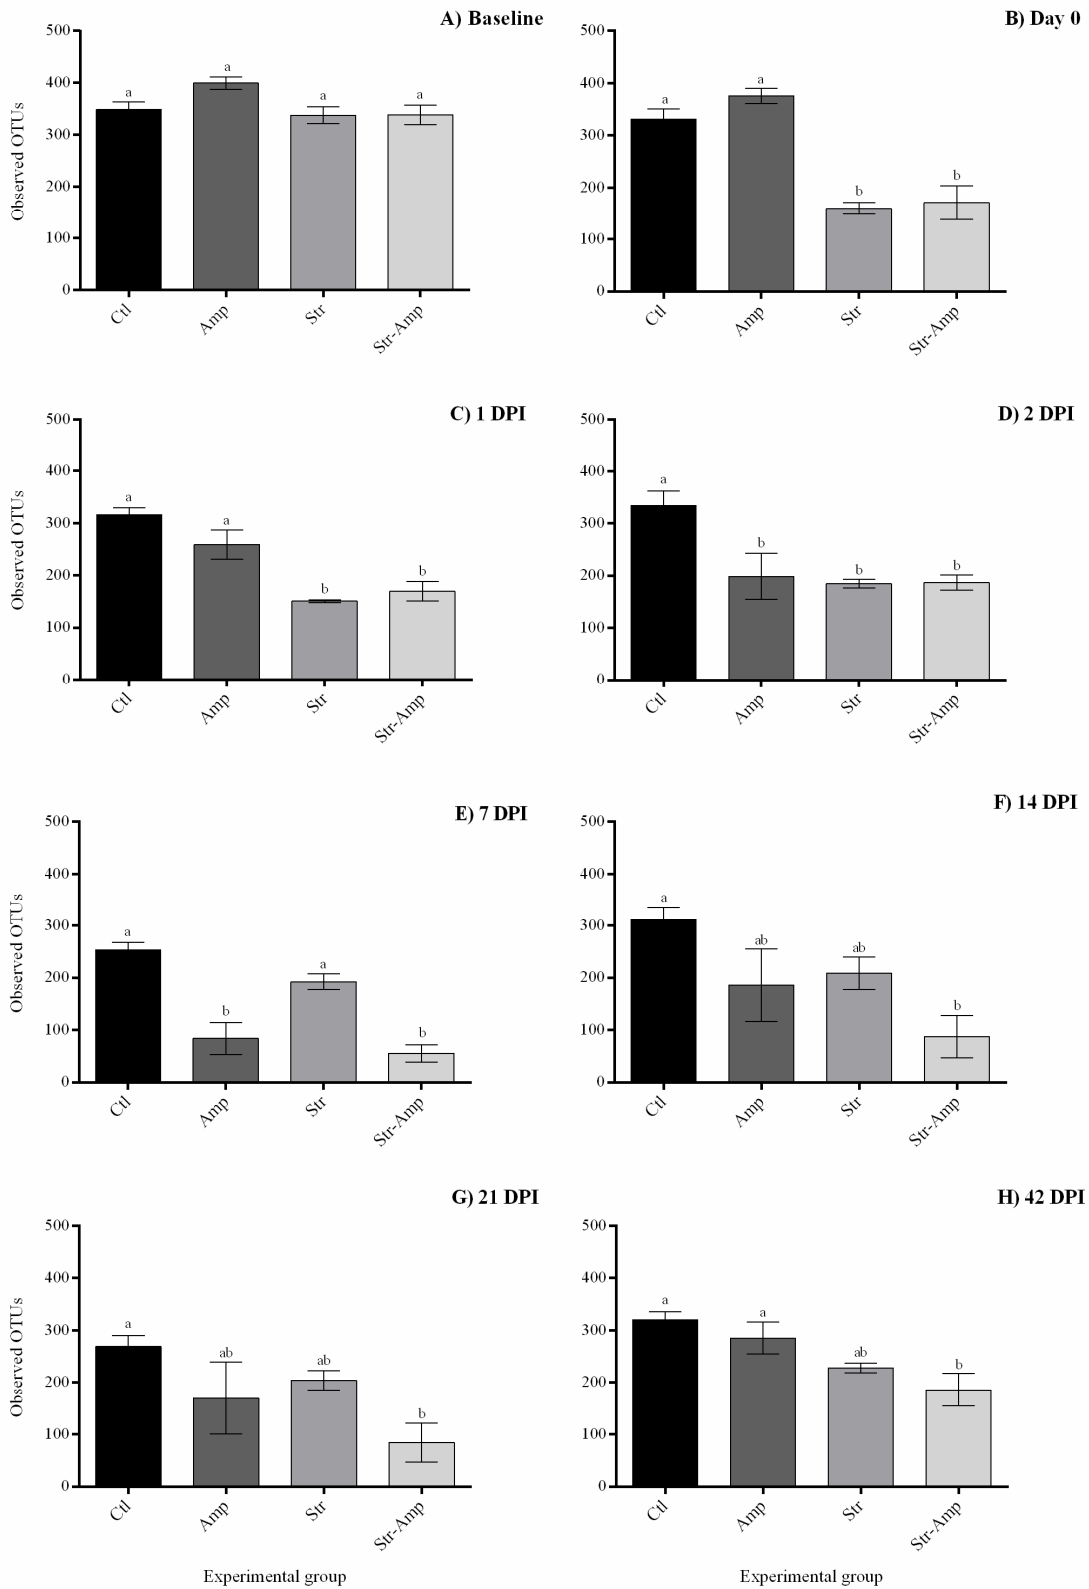 A) Baseline
500
400
300
200
100
0
Observed OTUs
a
a
a
a
Ctl
Amp
Str
Str-Amp
B) Day 0
500
400
300
200
100
0
a
a
b
b
Ctl
Amp
Str
Str-Amp
C) 1 DPI
500
400
300
200
100
0
Observed OTUs
a
a
b
b
Ctl
Amp
Str
Str-Amp
D) 2 DPI
500
400
300
200
100
0
a
b
b
b
Ctl
Amp
Str
Str-Amp
E) 7 DPI
500
400
300
200
100
0
Observed OTUs
a
b
a
b
Ctl
Amp
Str
Str-Amp
F) 14 DPI
500
400
300
200
100
0
a
ab
ab
b
Ctl
Amp
Str
Str-Amp
G) 21 DPI
500
400
300
200
100
0
Observed OTUs
a
ab
ab
b
Ctl
Amp
Str
Str-Amp
Experimental group
H) 42 DPI
500
400
300
200
100
0
a
a
ab
b
Ctl
Amp
Str
Str-Amp
Experimental group